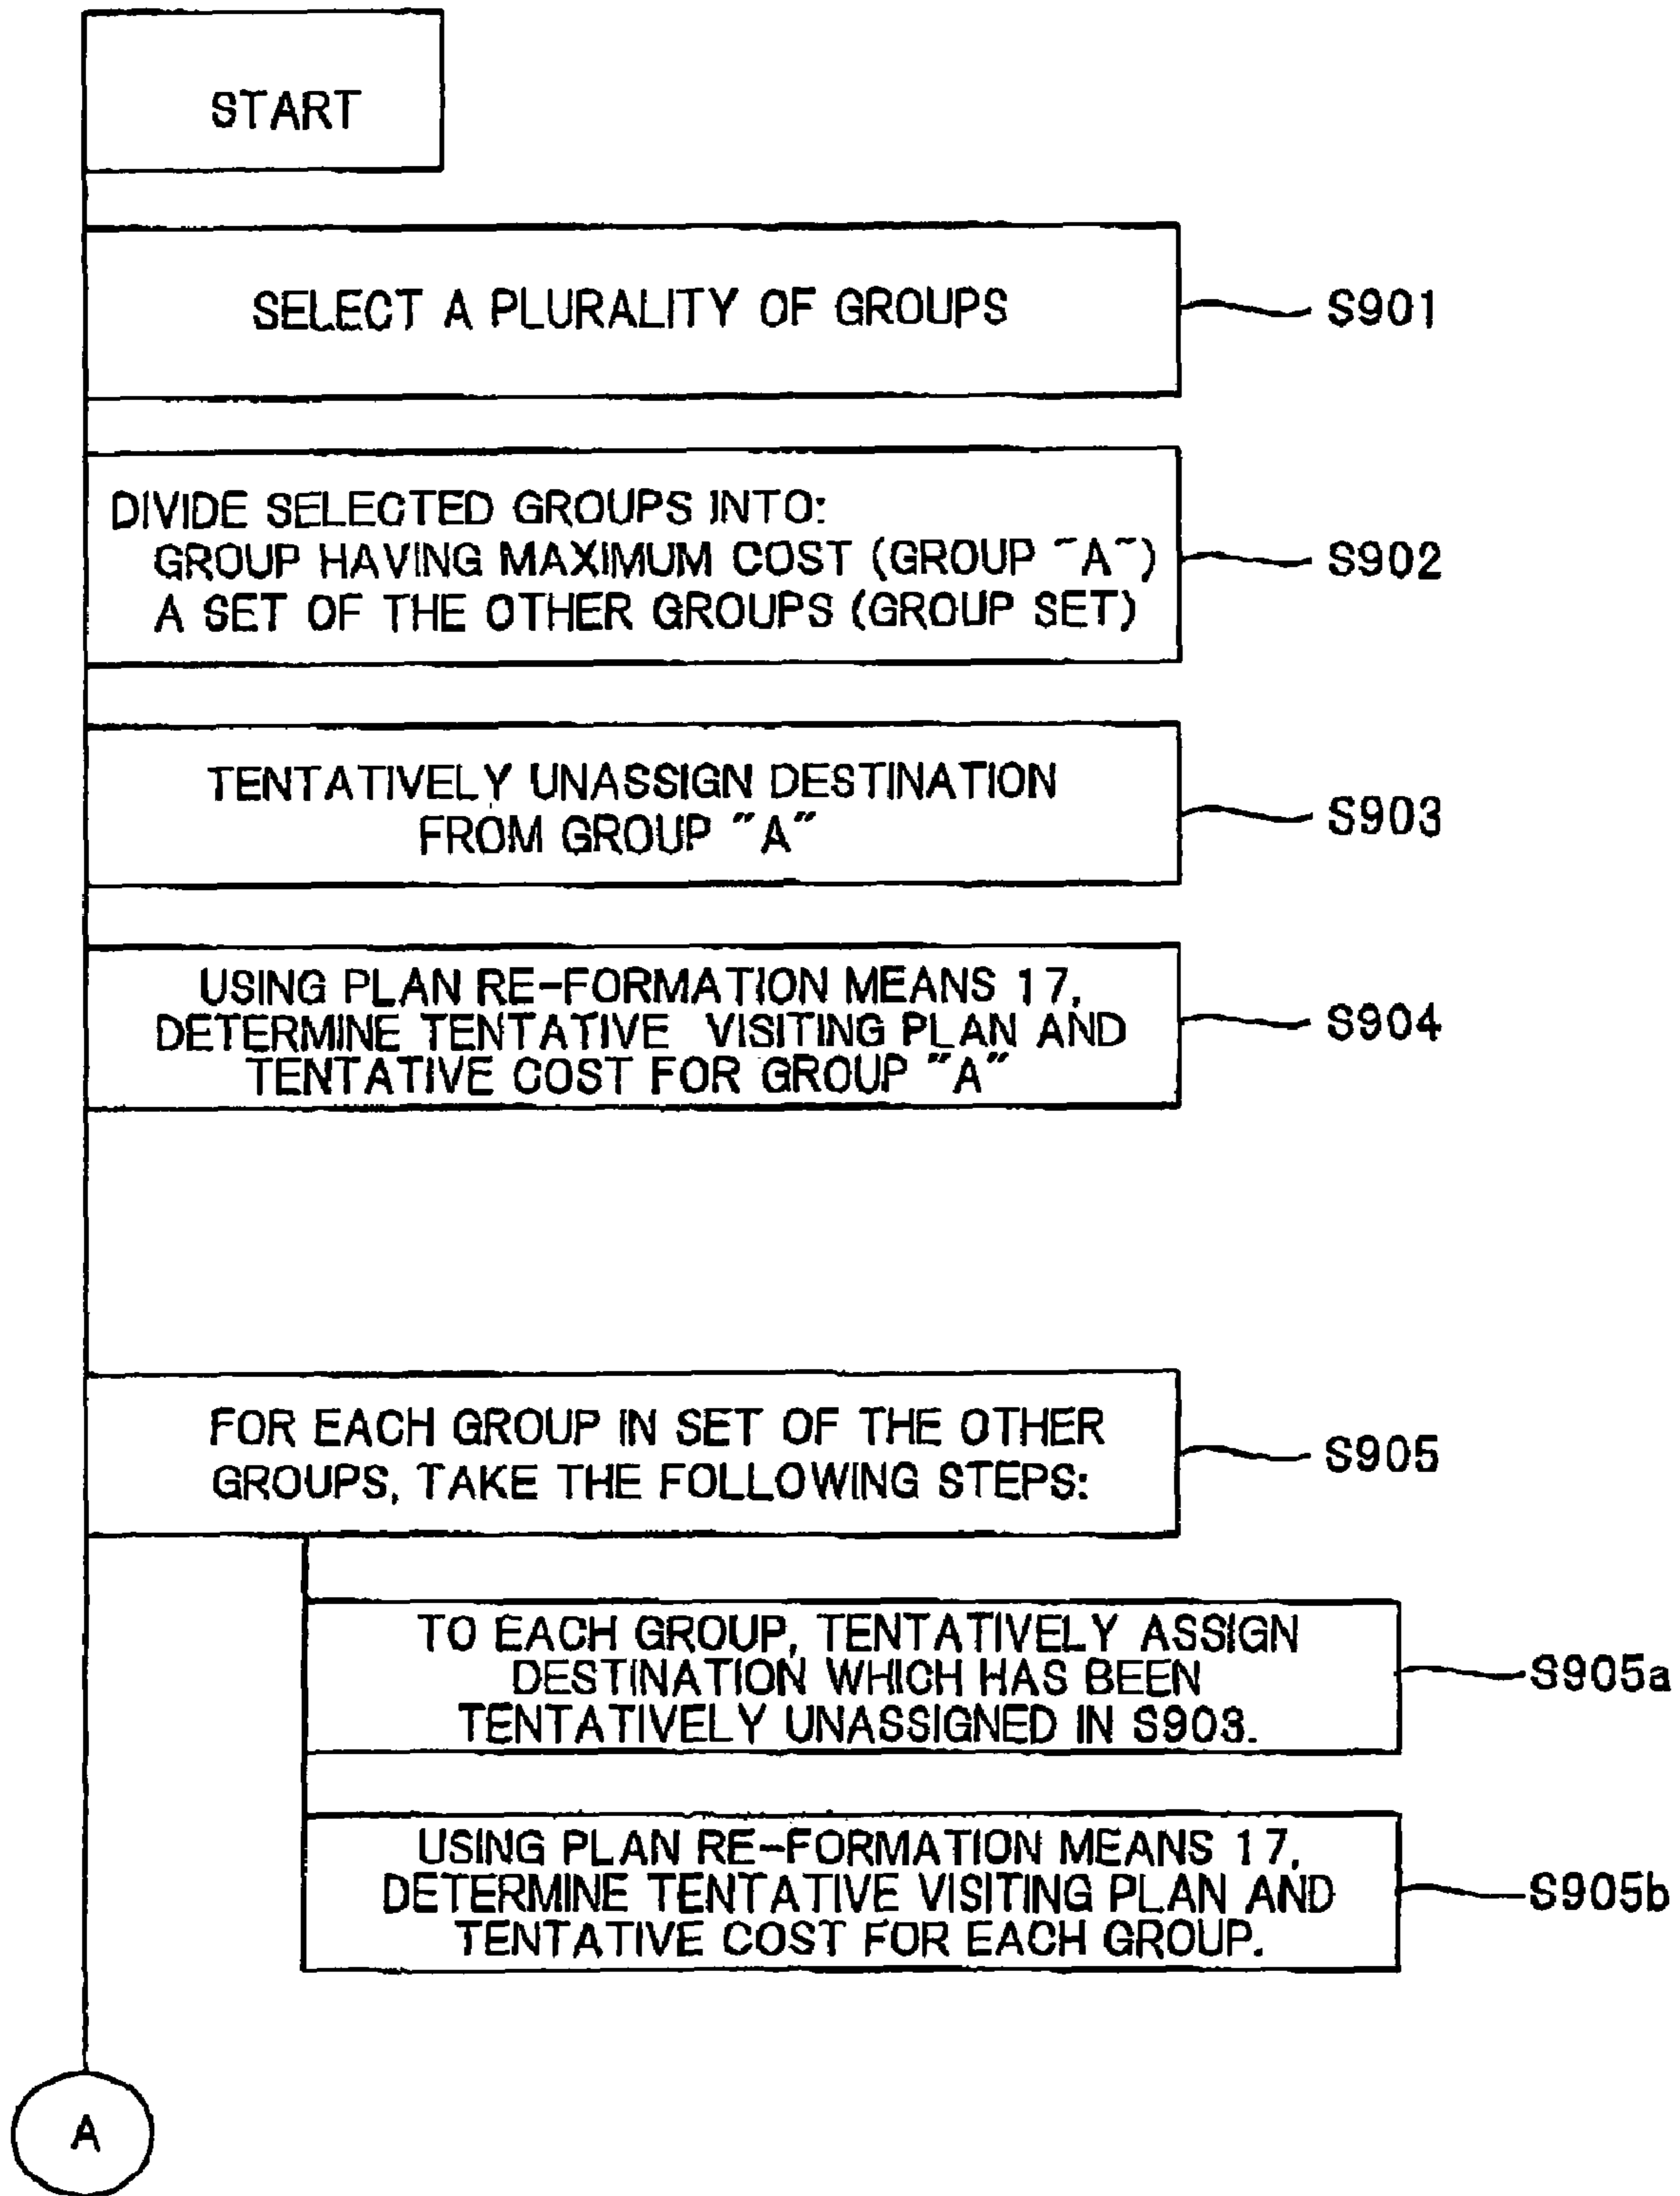 START
SELECT A PLURALITY OF GROUPS
S901
DIVIDE SELECTED GROUPS INTO:
GROUP HAVING MAXIMUM COST (GROUP "A")
A SET OF THE OTHER GROUPS (GROUP SET)
S902
TENTATIVELY UNASSIGN DESTINATION
FROM GROUP "A"
S903
USING PLAN RE-FORMATION MEANS 17,
DETERMINE TENTATIVE VISITING PLAN AND
TENTATIVE COST FOR GROUP "A"
S904
FOR EACH GROUP IN SET OF THE OTHER
GROUPS, TAKE THE FOLLOWING STEPS:
S905
TO EACH GROUP, TENTATIVELY ASSIGN
DESTINATION WHICH HAS BEEN
TENTATIVELY UNASSIGNED IN S903.
S905a
USING PLAN RE-FORMATION MEANS 17,
DETERMINE TENTATIVE VISITING PLAN AND
TENTATIVE COST FOR EACH GROUP.
S905b
A